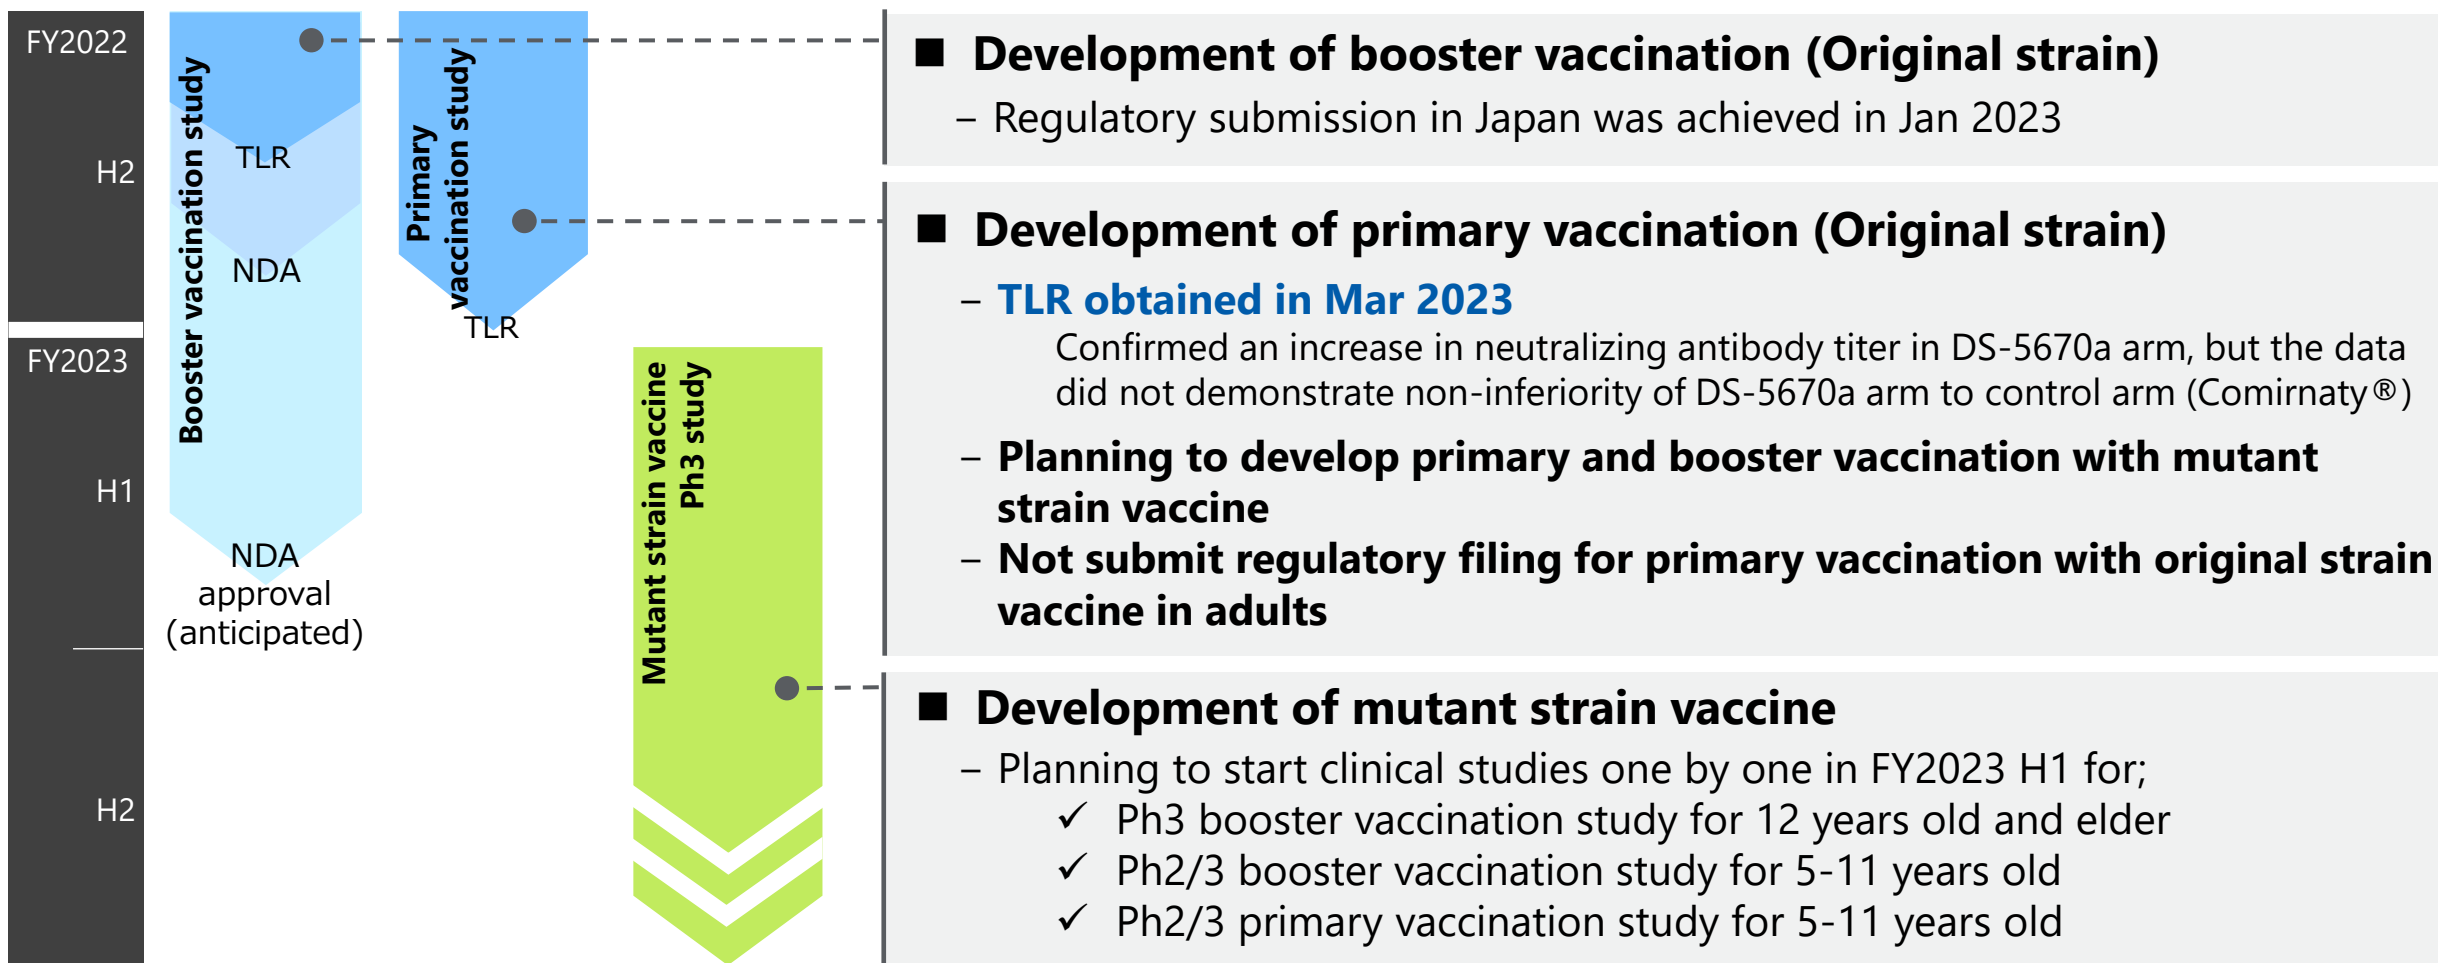 FY2022
H2
FY2023
H1
H2
Booster vaccination study
TLR
NDA
NDA
approval
(anticipated)
Primary
vaccination study
TLR
Mutant strain vaccine
Ph3 study
■ Development of booster vaccination (Original strain)
– Regulatory submission in Japan was achieved in Jan 2023
■ Development of primary vaccination (Original strain)
– TLR obtained in Mar 2023
Confirmed an increase in neutralizing antibody titer in DS-5670a arm, but the data
did not demonstrate non-inferiority of DS-5670a arm to control arm (Comirnaty®)
– Planning to develop primary and booster vaccination with mutant
strain vaccine
– Not submit regulatory filing for primary vaccination with original strain
vaccine in adults
■ Development of mutant strain vaccine
– Planning to start clinical studies one by one in FY2023 H1 for;
✓ Ph3 booster vaccination study for 12 years old and elder
✓ Ph2/3 booster vaccination study for 5-11 years old
✓ Ph2/3 primary vaccination study for 5-11 years old